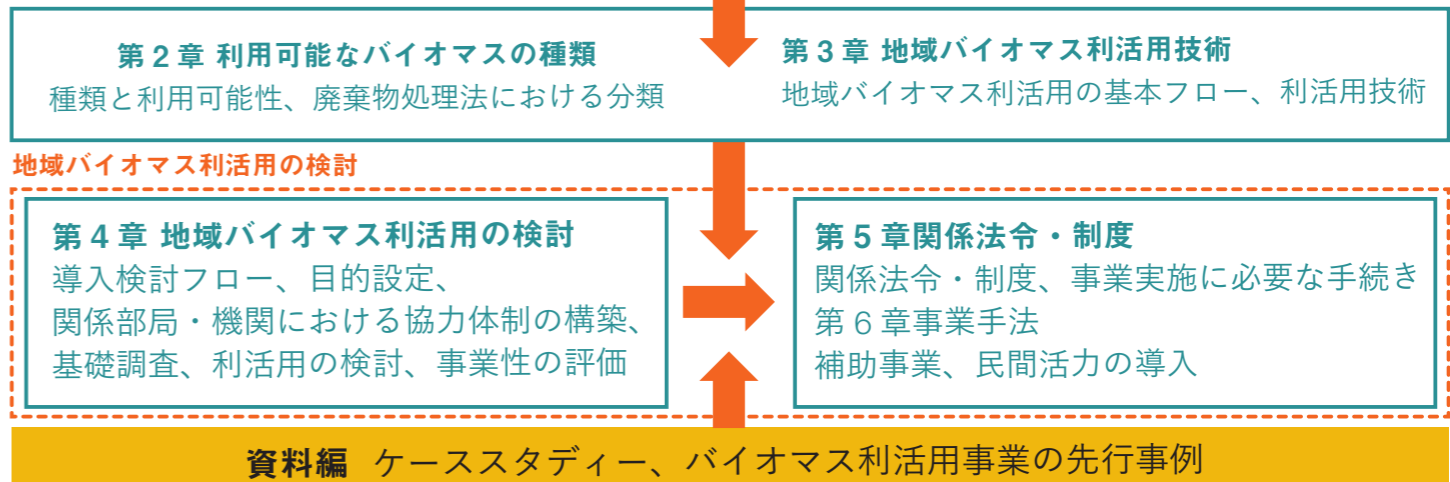 第2章 利用可能なバイオマスの種類
種類と利用可能性、廃棄物処理法における分類
第3章 地域バイオマス利活用技術
地域バイオマス利活用の基本フロー、利活用技術
地域バイオマス利活用の検討
第4章 地域バイオマス利活用の検討
導入検討フロー、目的設定、
関係部局・機関における協力体制の構築、
基礎調査、利活用の検討、事業性の評価
第5章関係法令・制度
関係法令・制度、事業実施に必要な手続き
第6章事業手法
補助事業、民間活力の導入
資料編 ケーススタディー、バイオマス利活用事業の先行事例